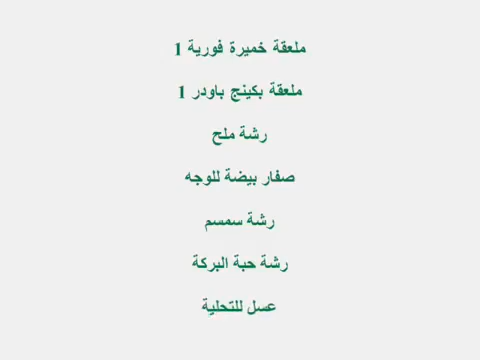 ملعقة خميرة فورية 1
ملعقة بكينج باودر 1
رشة ملح
صفار بيضة للوجه
رشة سمسم
رشة حبة البركة
عسل للتحلية